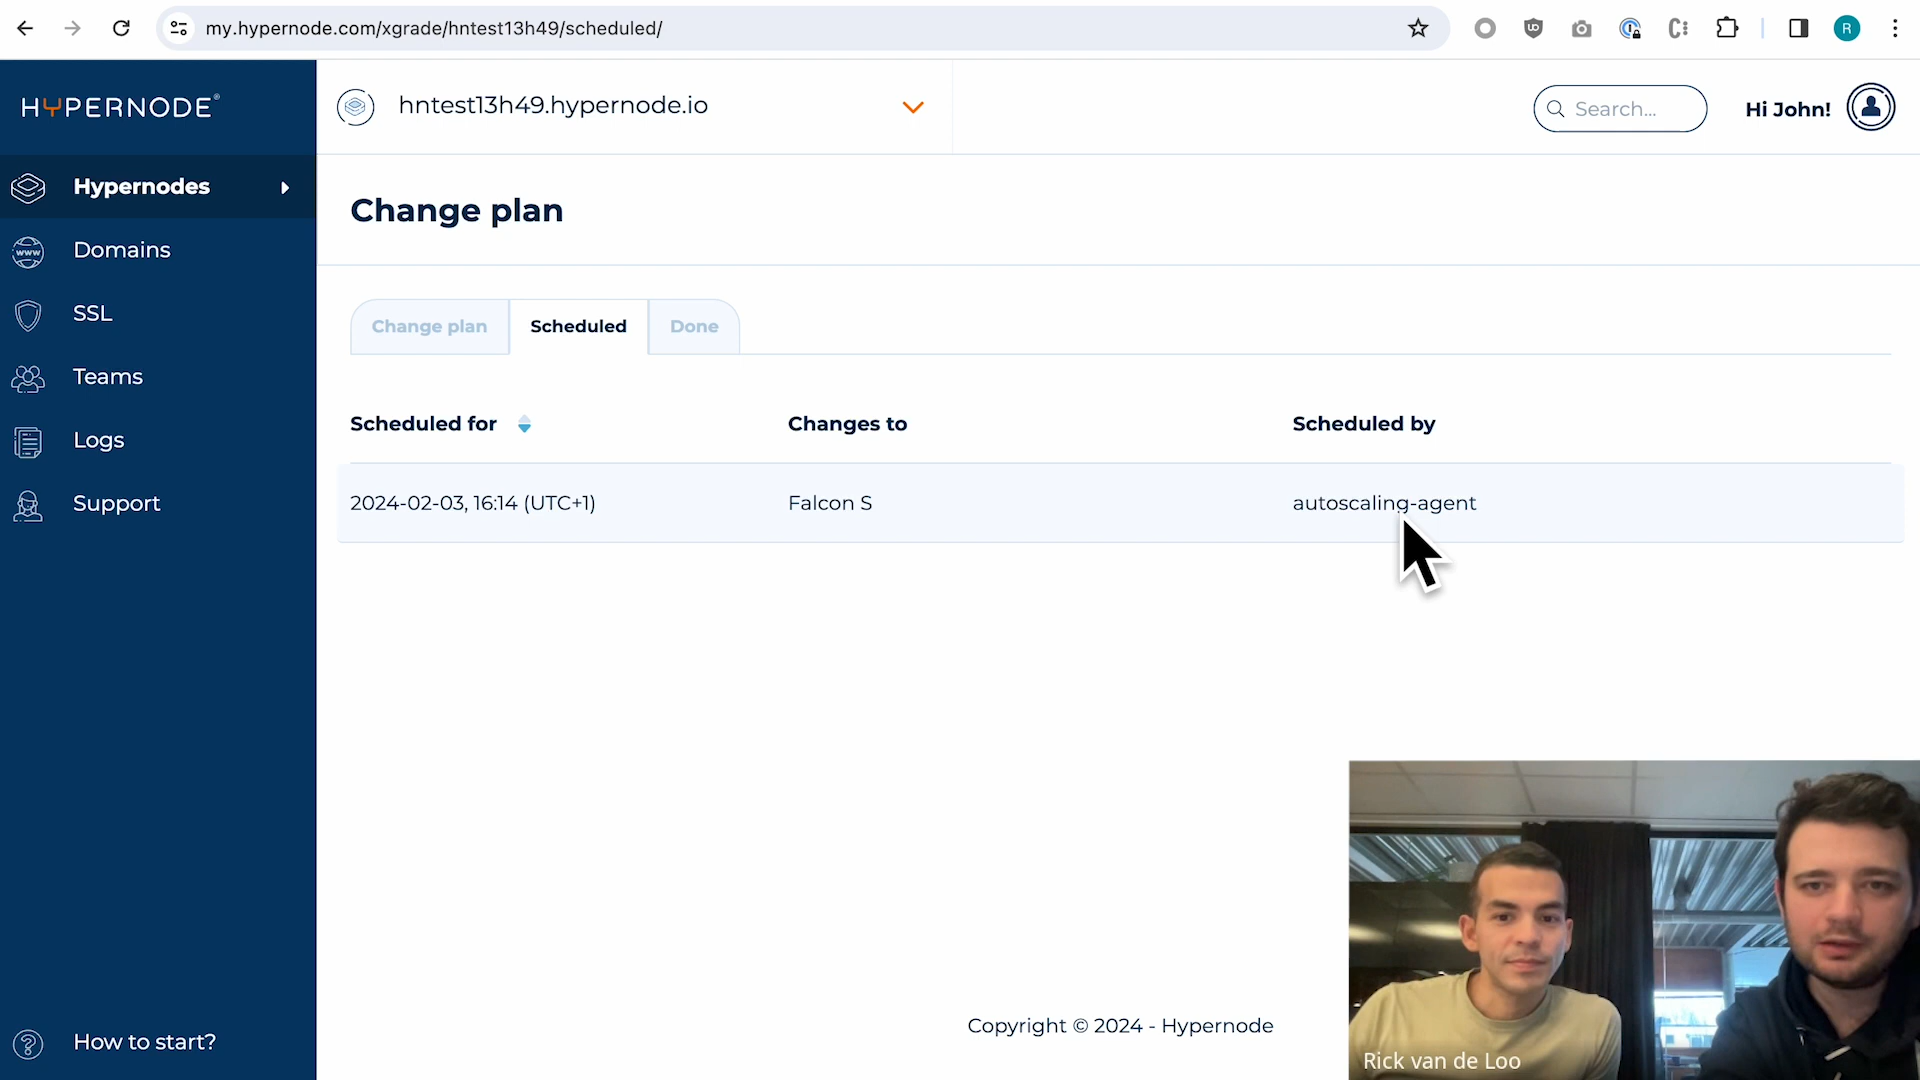 my.hypernode.com/xgrade/hntest13h49/scheduled/
R
HYPERNODE®
hntest13h49.hypernode.io
Search...
Hi John!
Hypernodes
Change plan
www
Domains
SSL
Change plan
Scheduled
Done
Teams
Scheduled for
Changes to
Scheduled by
Logs
2024-02-03, 16:14 (UTC+1)
Falcon S
autoscaling-agent
Support
Copyright © 2024 - Hypernode
? How to start?
Rick van de Loo